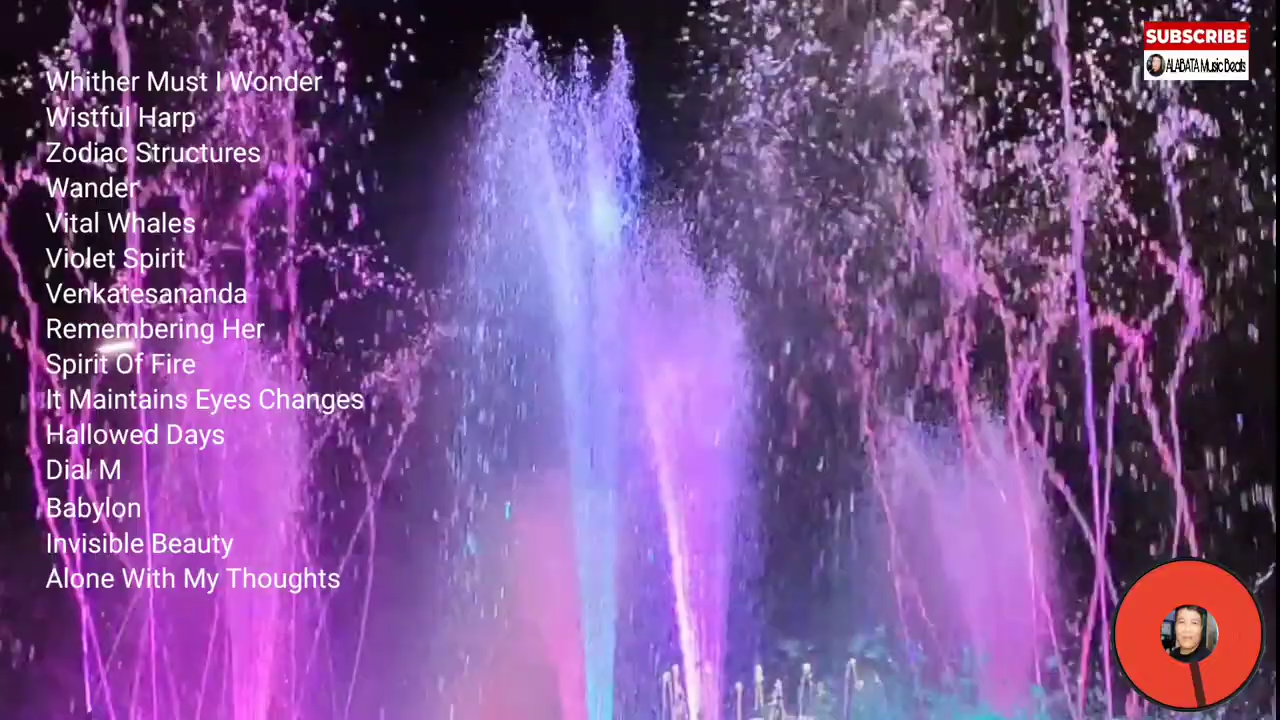 SUBSCRIBE
ALABATA Music Beats
Whither Must I Wonder
Wistful Harp
Zodiac Structures
Wander
Vital Whales
Violet Spirit
Venkatesananda
Remembering Her
Spirit Of Fire
It Maintains Eyes Changes
Hallowed Days
Dial M
Babylon
Invisible Beauty
Alone With My Thoughts